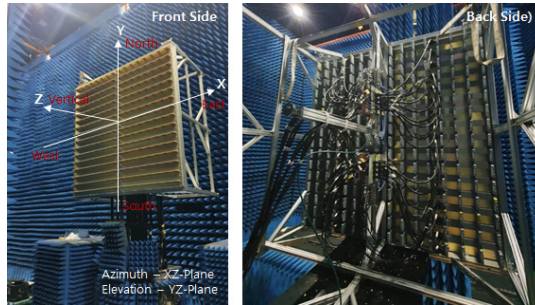 Front Side
Y
North
X
East
Z
Vertical
West
South
Azimuth – XZ-Plane
Elevation – YZ-Plane
Back Side)